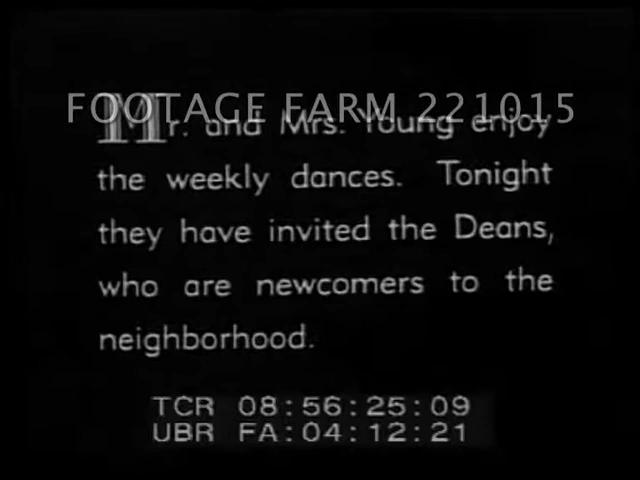 FOOTAGE FARM 221015
Mr. and Mrs. Young enjoy
the weekly dances. Tonight
they have invited the Deans,
who are newcomers to the
neighborhood.
TCR 08:56:25:09
UBR FA:04:12:21